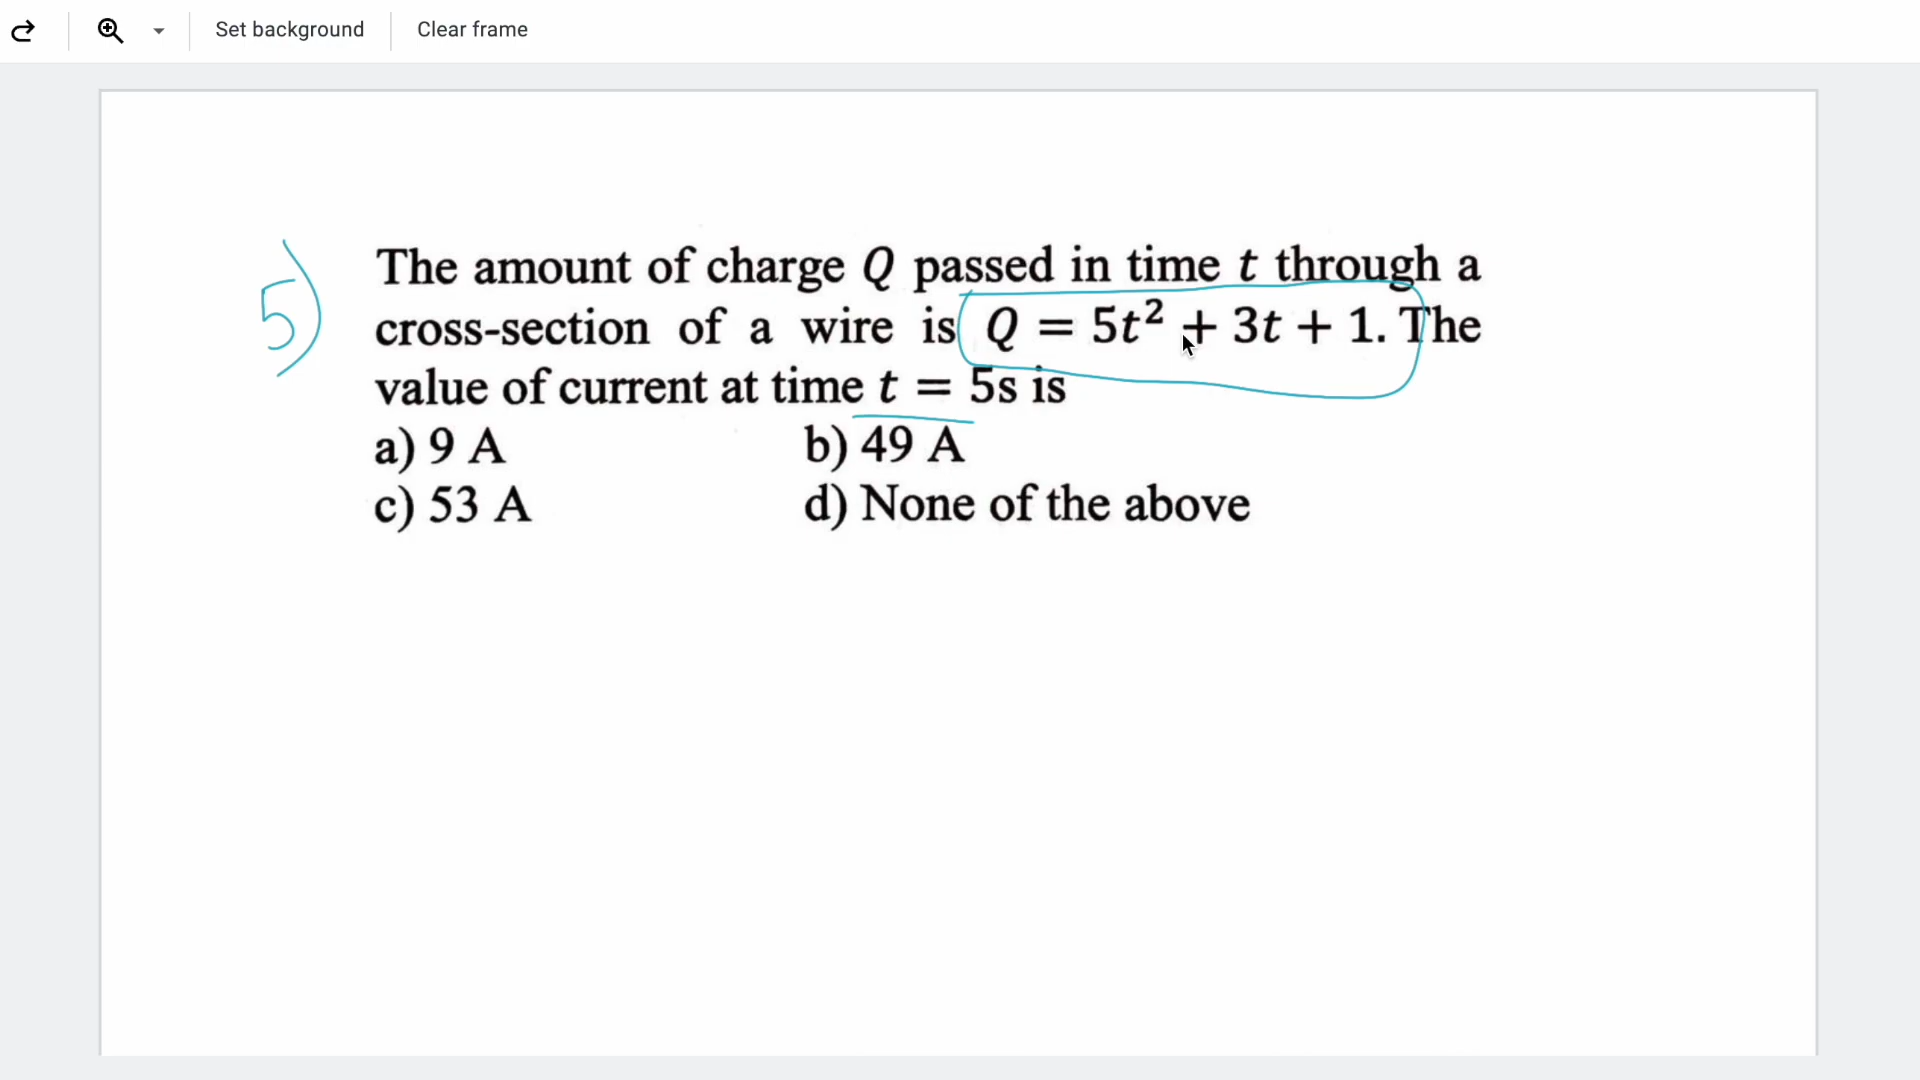 Set background Clear frame
5)
The amount of charge Q passed in time t through a
cross-section of a wire is Q = 5t² + 3t + 1. The
value of current at time t = 5s is
a) 9 A b) 49 A
c) 53 A d) None of the above